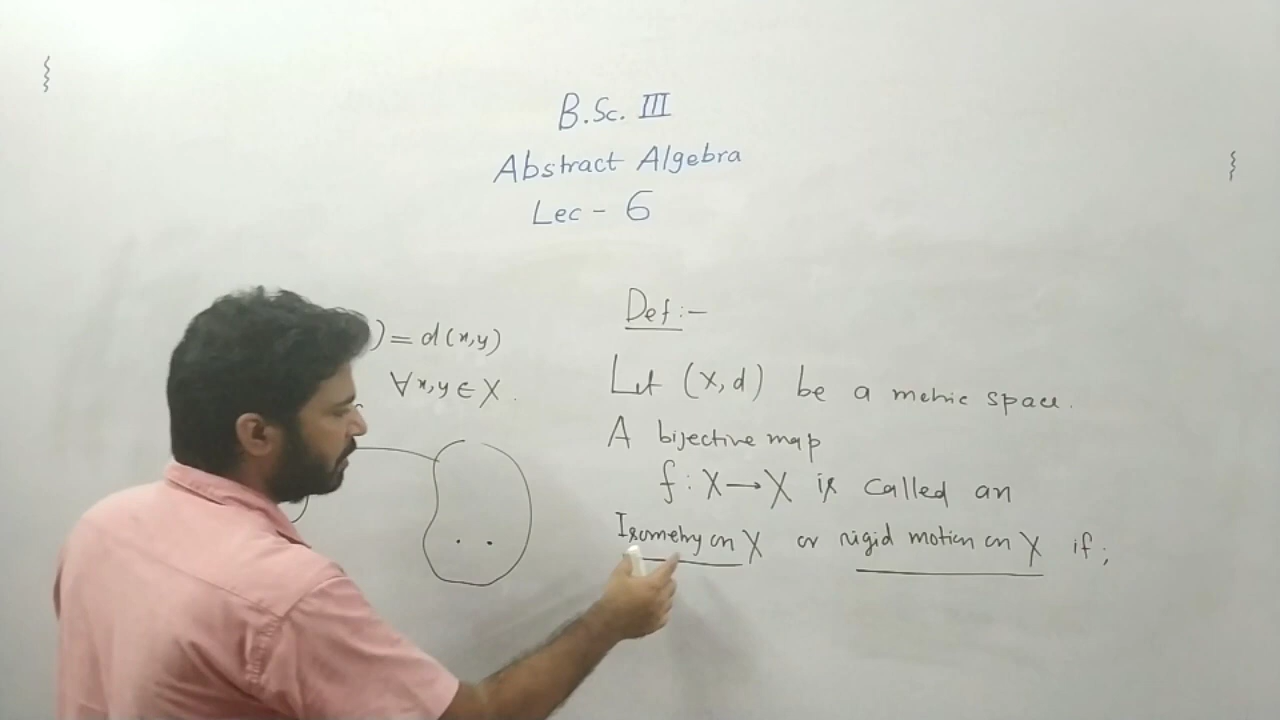 B.Sc. III
Abstract Algebra
Lec - 6
) = d(x,y)
∀ x,y ∈ X.
Def:-
Let (X,d) be a metric space.
A bijective map
f : X → X is called an
Isometry on X or rigid motion on X if ;